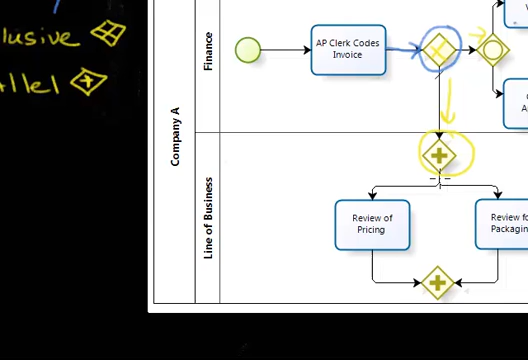 lusive
llel
Company A
Finance
AP Clerk Codes
Invoice
Line of Business
Review of
Pricing
Review fo
Packagin